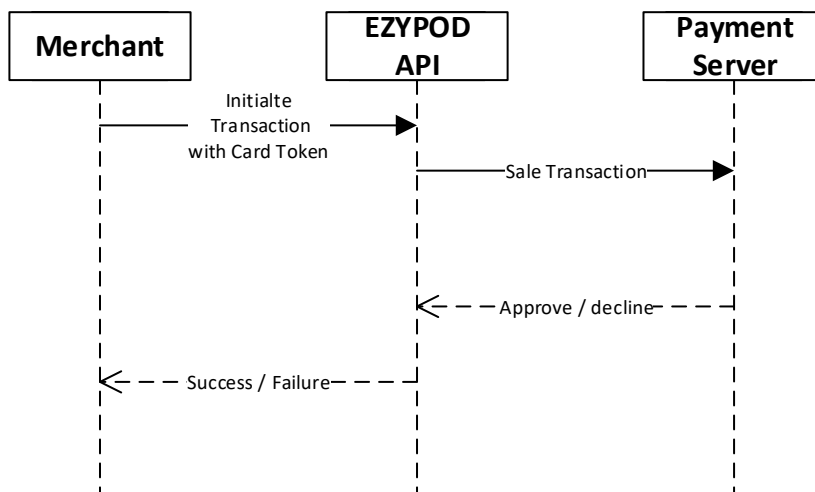 Merchant
EZYPOD
API
Payment
Server
Initialte
Transaction
with Card Token
Sale Transaction
Approve / decline
Success / Failure